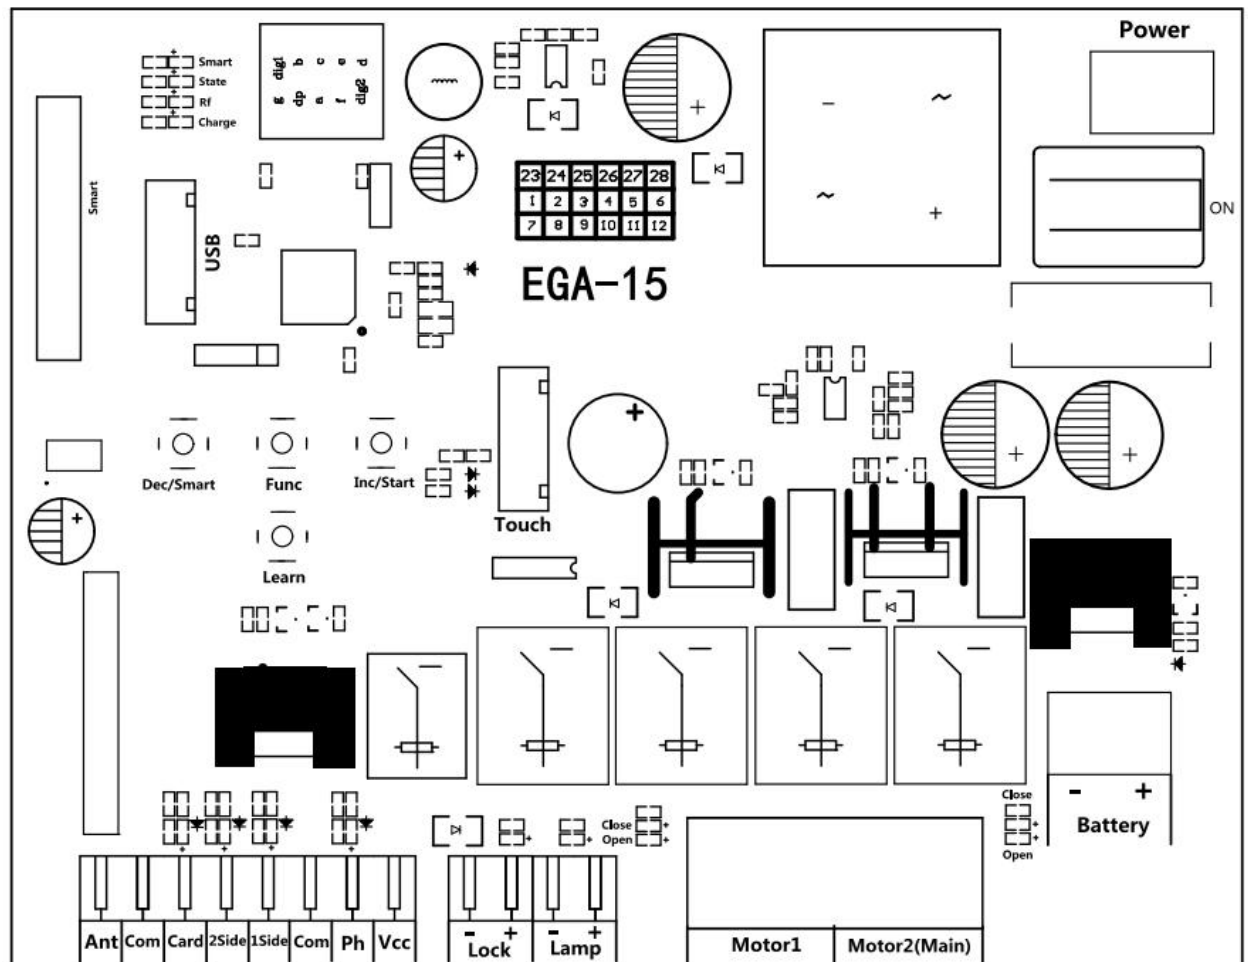 Power
Smart
State
Rf
Charge
dig1 b c e d
g dp a f dig2
ON
Smart
USB
23 24 25 26 27 28
1 2 3 4 5 6
7 8 9 10 11 12
EGA-15
Dec/Smart Func Inc/Start
Touch
Learn
Close
Open
Close
Open
- +
Battery
Ant Com Card 2Side 1Side Com Ph Vcc
- + - +
Lock Lamp
Motor1 Motor2(Main)